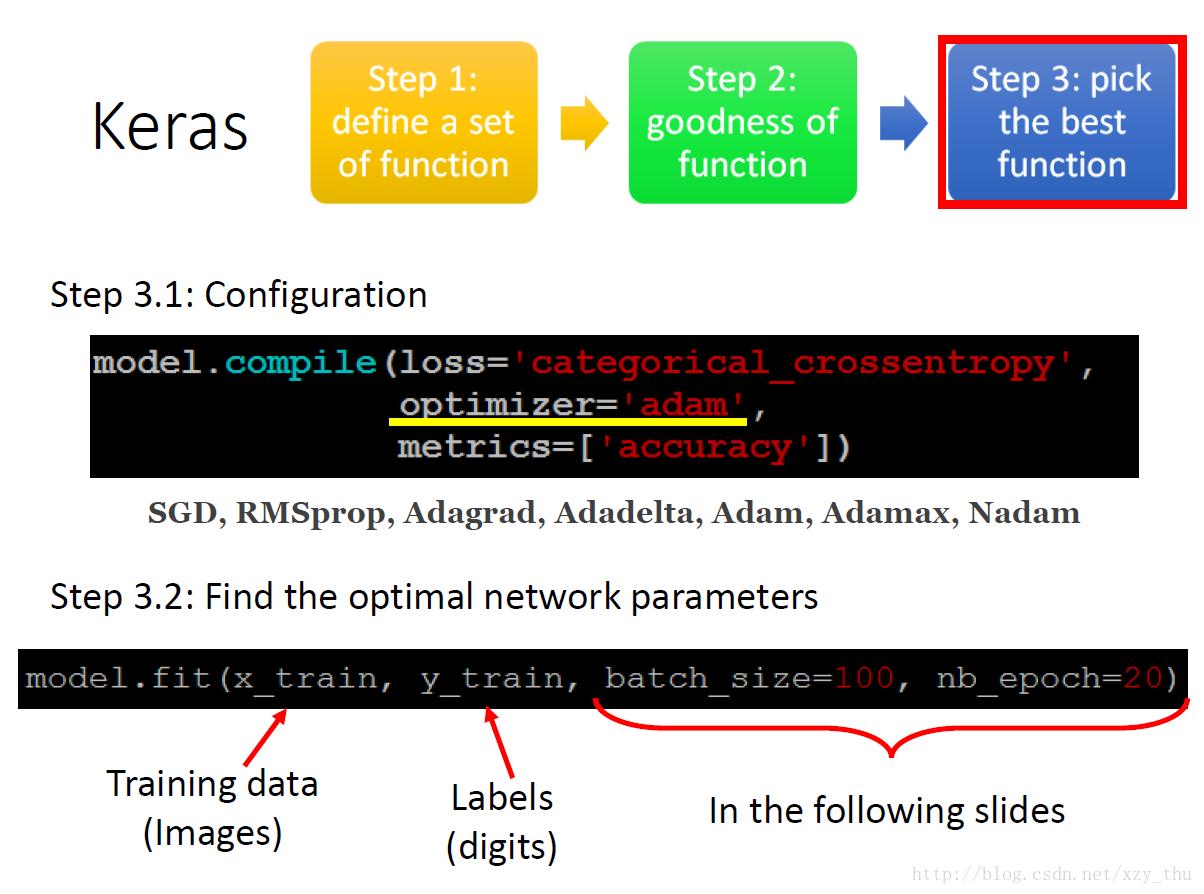 Keras
Step 1:
define a set
of function
Step 2:
goodness of
function
Step 3: pick
the best
function
Step 3.1: Configuration
model.compile(loss='categorical_crossentropy',
optimizer='adam',
metrics=['accuracy'])
SGD, RMSprop, Adagrad, Adadelta, Adam, Adamax, Nadam
Step 3.2: Find the optimal network parameters
model.fit(x_train, y_train, batch_size=100, nb_epoch=20)
Training data
(Images)
Labels
(digits)
In the following slides
http://blog.csdn.net/xzy_thu